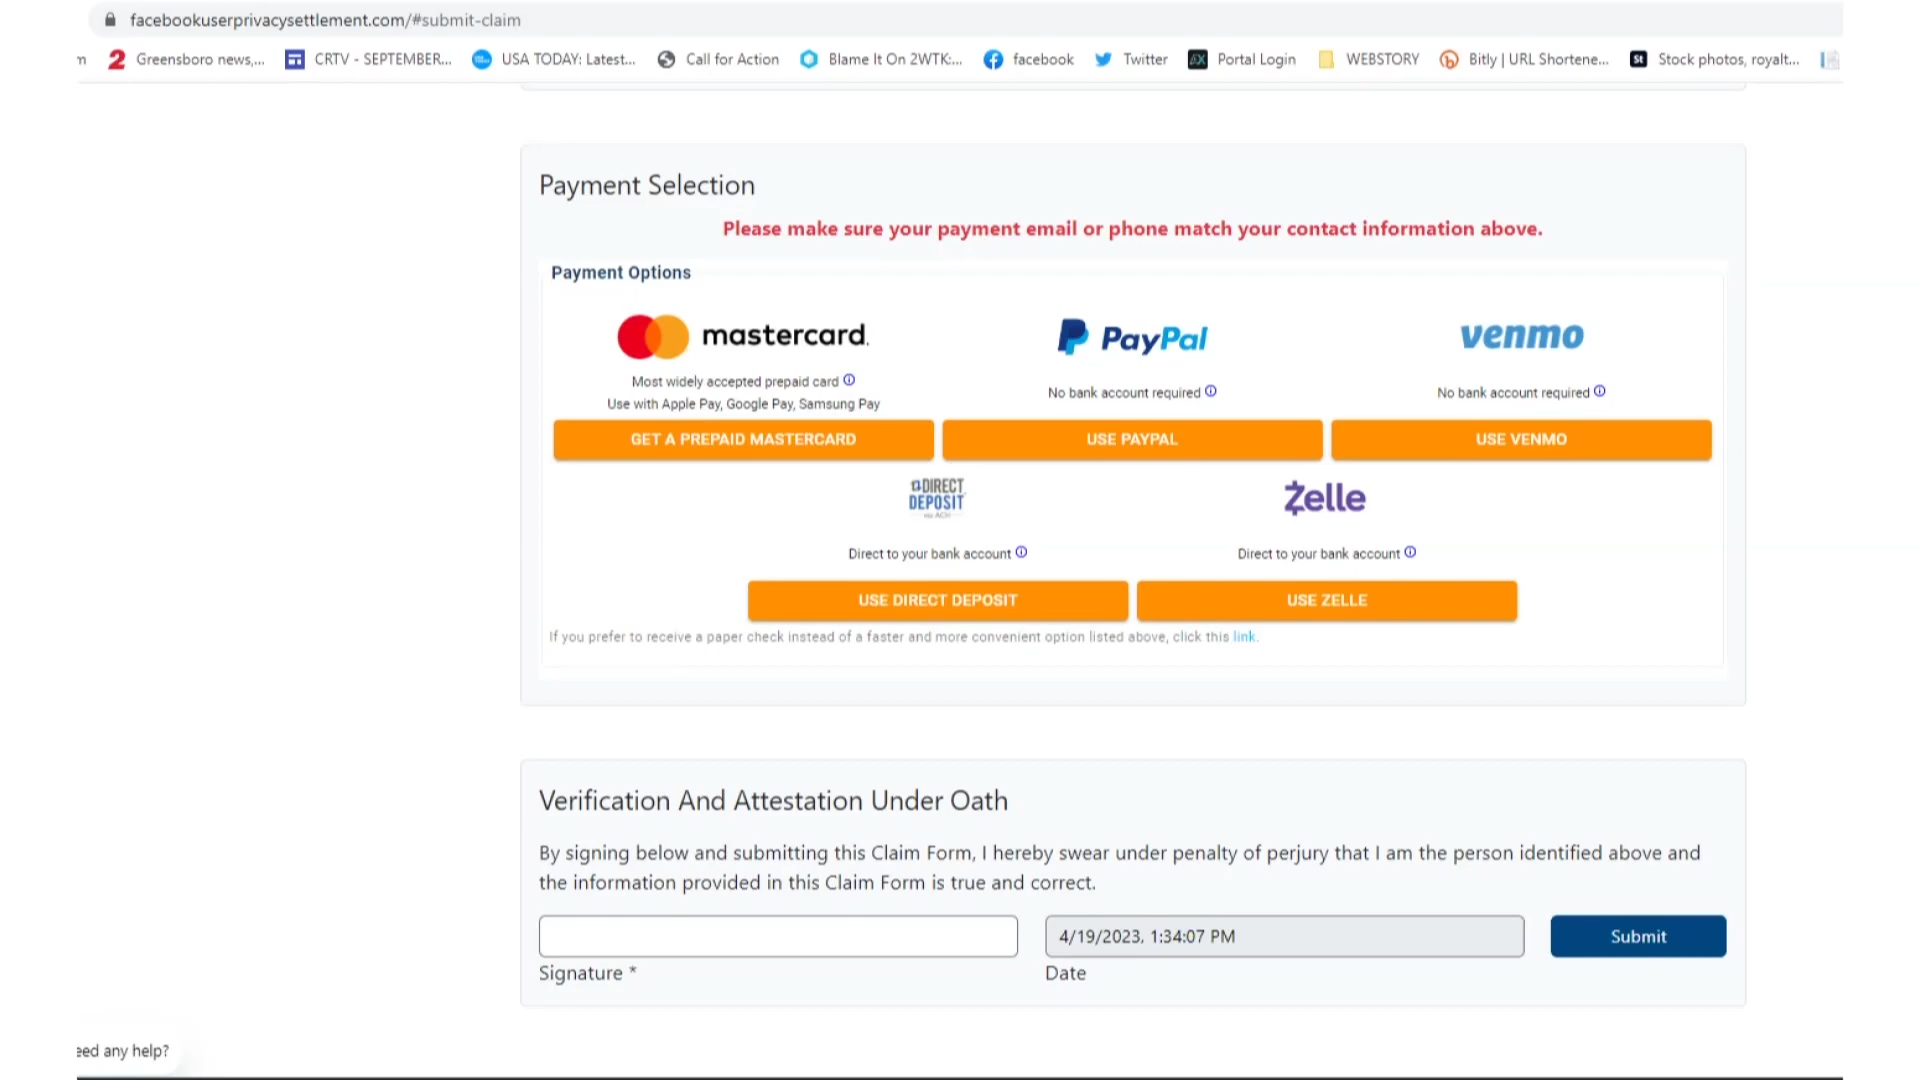 facebookuserprivacysettlement.com/#submit-claim
Greensboro news,... CRTV - SEPTEMBER... USA TODAY: Latest... Call for Action Blame It On 2WTK:... facebook Twitter Portal Login WEBSTORY Bitly | URL Shortene... St Stock photos, royalt...
Payment Selection
Please make sure your payment email or phone match your contact information above.
Payment Options
mastercard. PayPal venmo
Most widely accepted prepaid card
Use with Apple Pay, Google Pay, Samsung Pay
No bank account required No bank account required
GET A PREPAID MASTERCARD USE PAYPAL USE VENMO
DIRECT
DEPOSIT
via ACH
Zelle
Direct to your bank account Direct to your bank account
USE DIRECT DEPOSIT USE ZELLE
If you prefer to receive a paper check instead of a faster and more convenient option listed above, click this link.
Verification And Attestation Under Oath
By signing below and submitting this Claim Form, I hereby swear under penalty of perjury that I am the person identified above and
the information provided in this Claim Form is true and correct.
4/19/2023, 1:34:07 PM Submit
Signature * Date
eed any help?